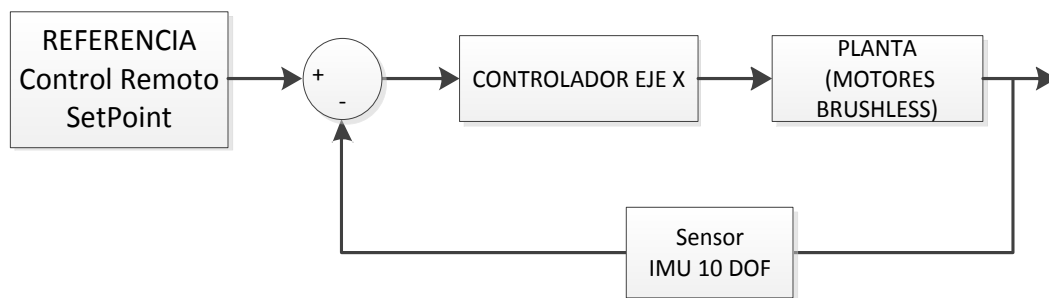 REFERENCIA
Control Remoto
SetPoint
+
-
CONTROLADOR EJE X
PLANTA
(MOTORES
BRUSHLESS)
Sensor
IMU 10 DOF